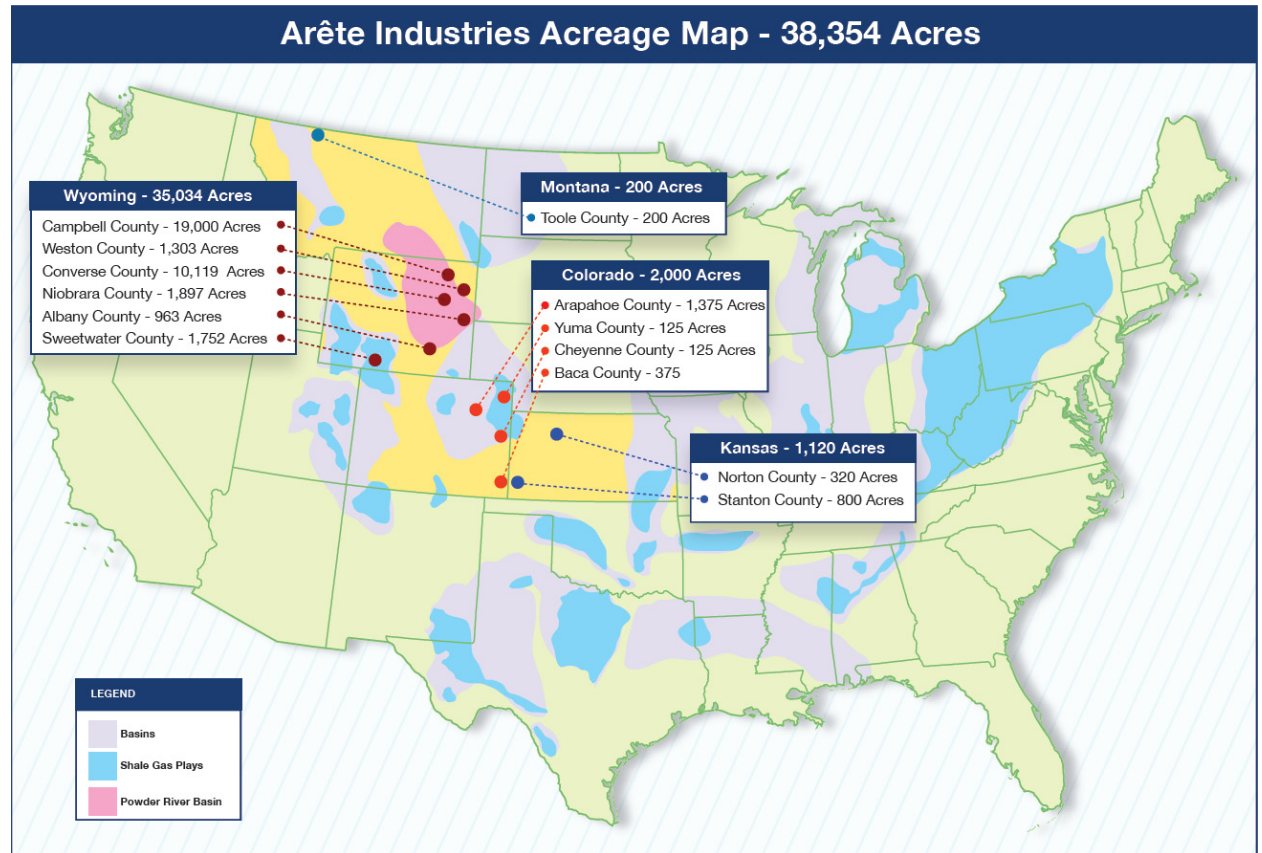 Arête Industries Acreage Map - 38,354 Acres
Wyoming - 35,034 Acres
Campbell County - 19,000 Acres
Weston County - 1,303 Acres
Converse County - 10,119 Acres
Niobrara County - 1,897 Acres
Albany County - 963 Acres
Sweetwater County - 1,752 Acres
Montana - 200 Acres
Toole County - 200 Acres
Colorado - 2,000 Acres
Arapahoe County - 1,375 Acres
Yuma County - 125 Acres
Cheyenne County - 125 Acres
Baca County - 375
Kansas - 1,120 Acres
Norton County - 320 Acres
Stanton County - 800 Acres
LEGEND
Basins
Shale Gas Plays
Powder River Basin